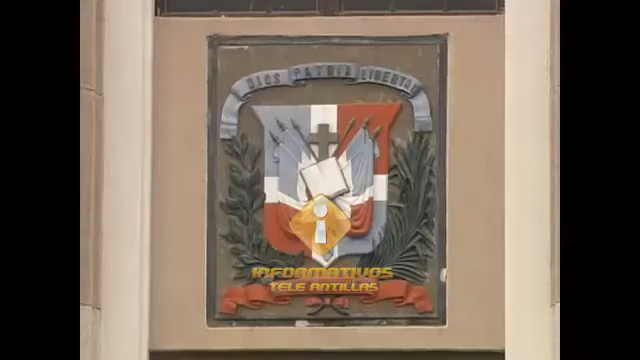 DIOS PATRIA LIBERTAD
INFORMATIVOS
TELE ANTILLAS